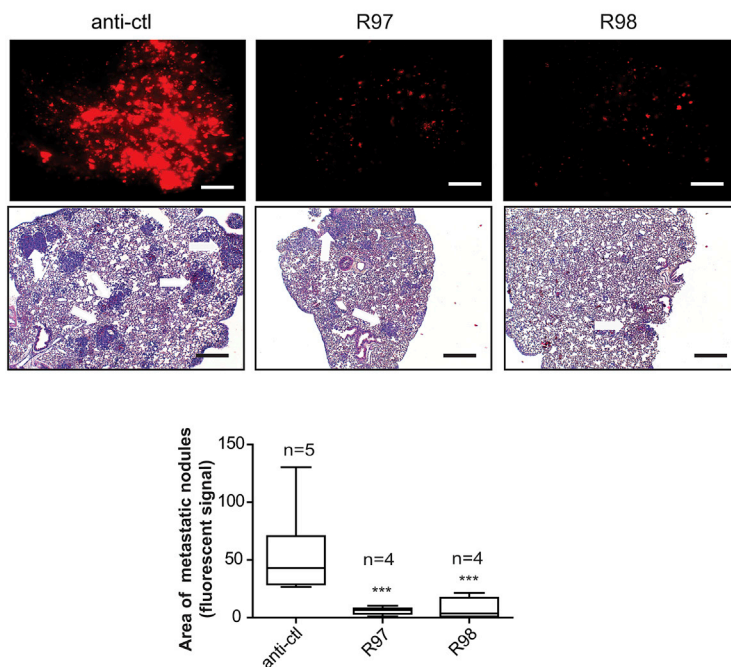 anti-ctl R97 R98
150
100
50
0
Area of metastatic nodules
(fluorescent signal)
n=5
n=4
***
n=4
***
anti-ctl R97 R98